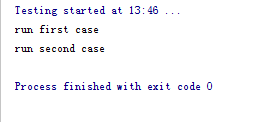 Testing started at 13:46 ...
run first case
run second case
Process finished with exit code 0